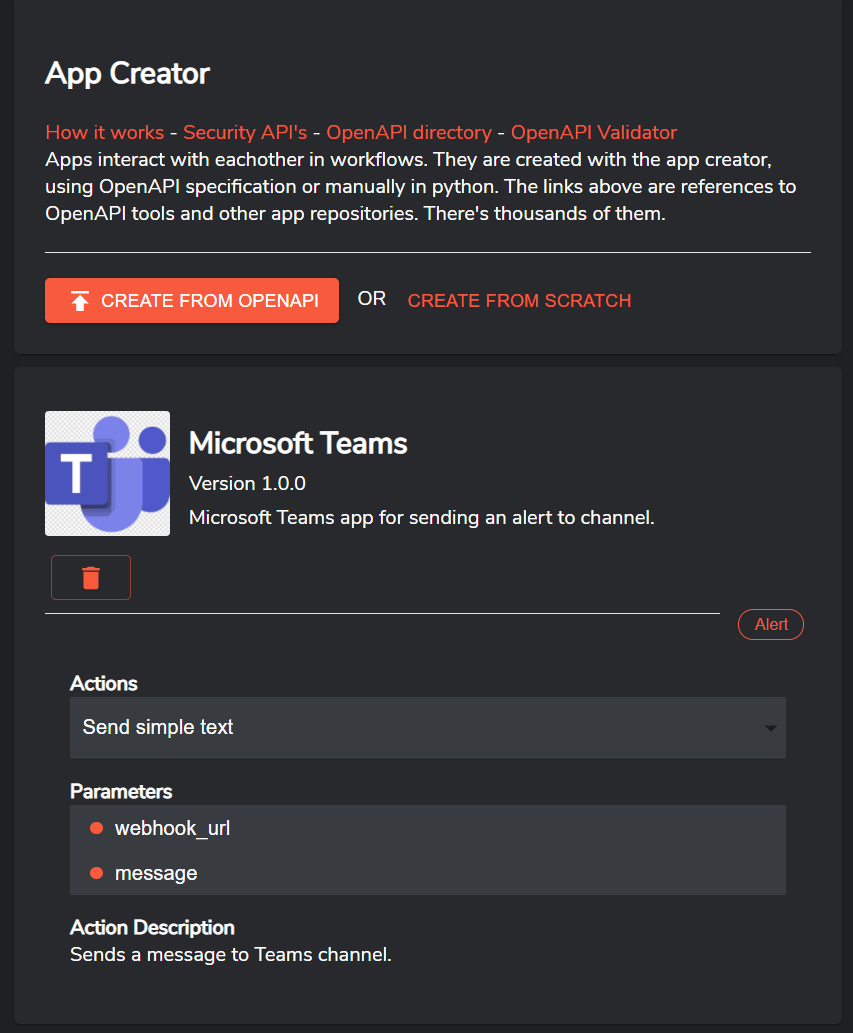 App Creator
How it works - Security API's - OpenAPI directory - OpenAPI Validator
Apps interact with eachother in workflows. They are created with the app creator,
using OpenAPI specification or manually in python. The links above are references to
OpenAPI tools and other app repositories. There's thousands of them.
CREATE FROM OPENAPI OR CREATE FROM SCRATCH
T
Microsoft Teams
Version 1.0.0
Microsoft Teams app for sending an alert to channel.
Alert
Actions
Send simple text
Parameters
webhook_url
message
Action Description
Sends a message to Teams channel.